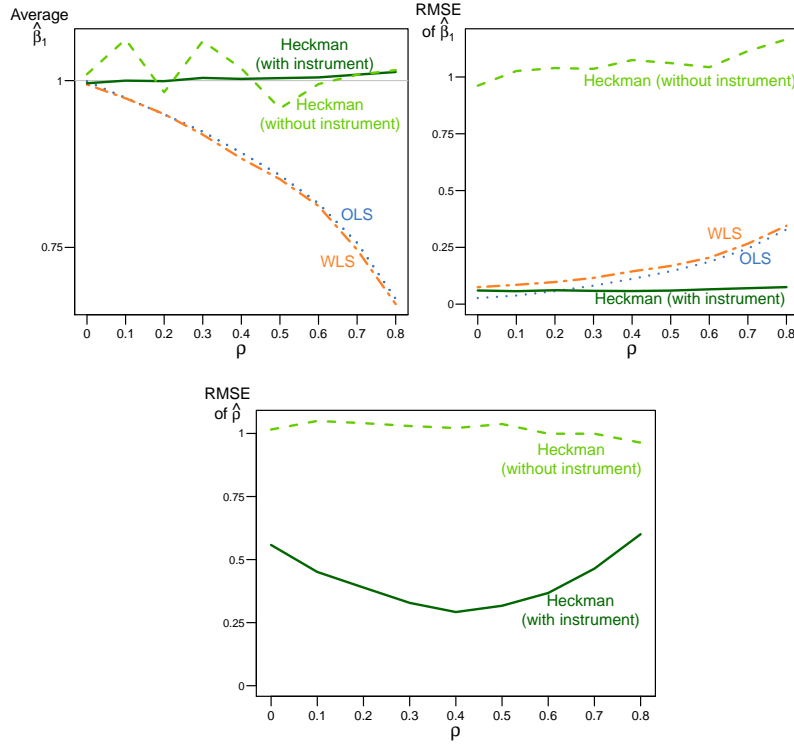 Average
β̂₁
Heckman
(with instrument)
Heckman
(without instrument)
OLS
WLS
1
0.75
0 0.1 0.2 0.3 0.4 0.5 0.6 0.7 0.8
ρ
RMSE
of β̂₁
Heckman (without instrument)
WLS
OLS
Heckman (with instrument)
1
0.75
0.5
0.25
0
0 0.1 0.2 0.3 0.4 0.5 0.6 0.7 0.8
ρ
RMSE
of ρ̂
Heckman
(without instrument)
Heckman
(with instrument)
1
0.75
0.5
0.25
0
0 0.1 0.2 0.3 0.4 0.5 0.6 0.7 0.8
ρ